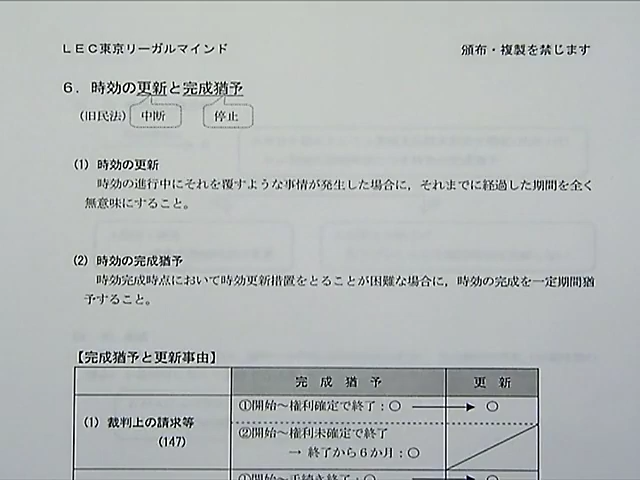 LEC東京リーガルマインド
頒布・複製を禁じます
6．時効の更新と完成猶予
(旧民法) 中断 停止
(1) 時効の更新
時効の進行中にそれを覆すような事情が発生した場合に，それまでに経過した期間を全く
無意味にすること。
(2) 時効の完成猶予
時効完成時点において時効更新措置をとることが困難な場合に，時効の完成を一定期間猶
予すること。
【完成猶予と更新事由】
完成猶予 更新
(1) 裁判上の請求等
(147)
①開始～権利確定で終了：○ → ○
②開始～権利未確定で終了
→ 終了から6か月：○
①開始～手続き終了：○ → ○